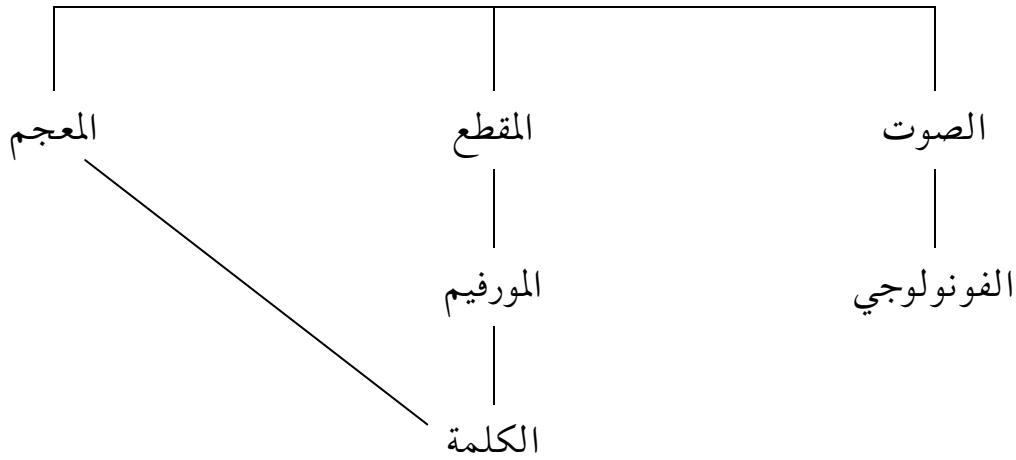 الصوت المقطع المعجم
الفونولوجي المورفيم
الكلمة